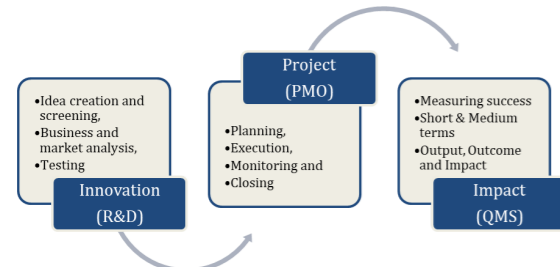 •Idea creation and
screening,
•Business and
market analysis,
•Testing
Innovation
(R&D)
Project
(PMO)
•Planning,
•Execution,
•Monitoring and
•Closing
•Measuring success
•Short & Medium
terms
•Output, Outcome
and Impact
Impact
(QMS)